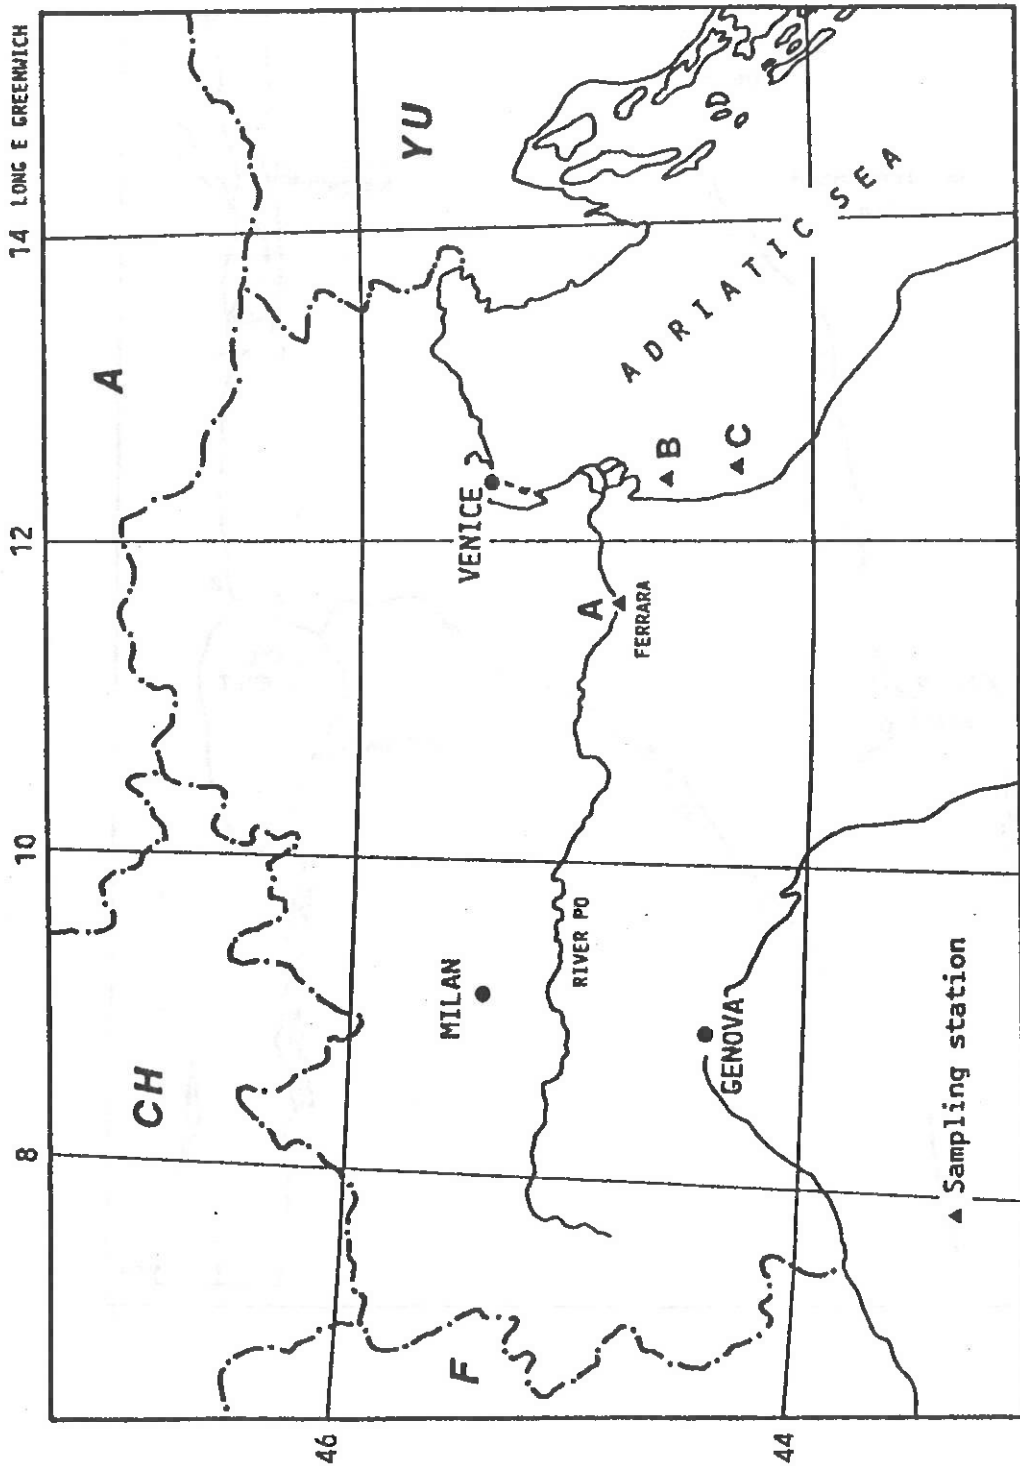 8
10
12
14 LONG E GREENWICH
46
44
CH
A
YU
F
MILAN
VENICE
RIVER PO
A
FERRARA
B
C
GENOVA
ADRIATIC SEA
▲ Sampling station